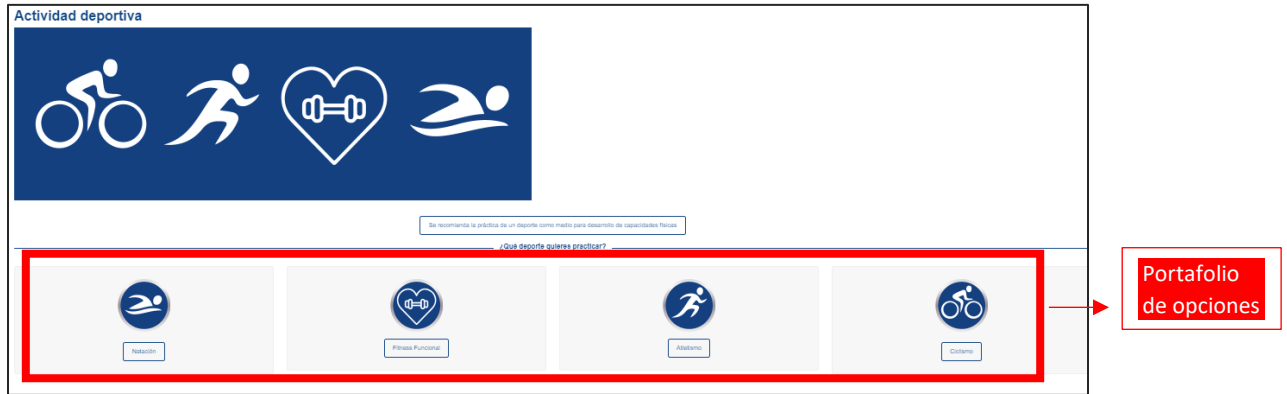 Actividad deportiva
Se recomienda la práctica de un deporte como medio para desarrollo de capacidades físicas
¿Qué deporte quieres practicar?
Natación
Fitness Funcional
Atletismo
Ciclismo
Portafolio
de opciones